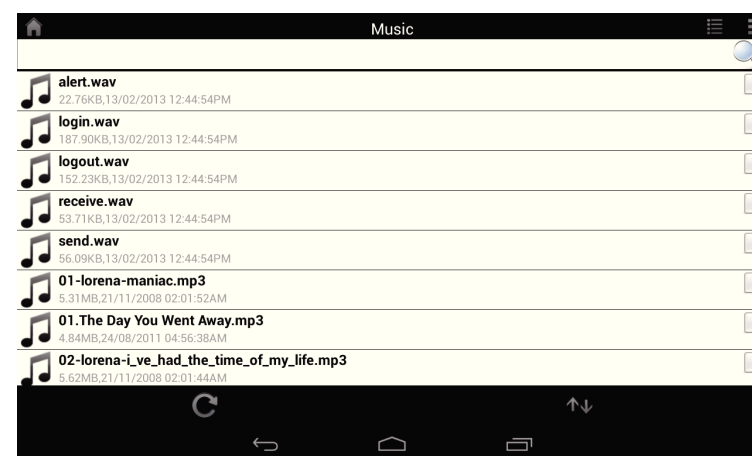 Music
alert.wav
22.76KB,13/02/2013 12:44:54PM
login.wav
187.90KB,13/02/2013 12:44:54PM
logout.wav
152.23KB,13/02/2013 12:44:54PM
receive.wav
53.71KB,13/02/2013 12:44:54PM
send.wav
56.09KB,13/02/2013 12:44:54PM
01-lorena-maniac.mp3
5.31MB,21/11/2008 02:01:52AM
01.The Day You Went Away.mp3
4.84MB,24/08/2011 04:56:38AM
02-lorena-i_ve_had_the_time_of_my_life.mp3
5.62MB,21/11/2008 02:01:44AM